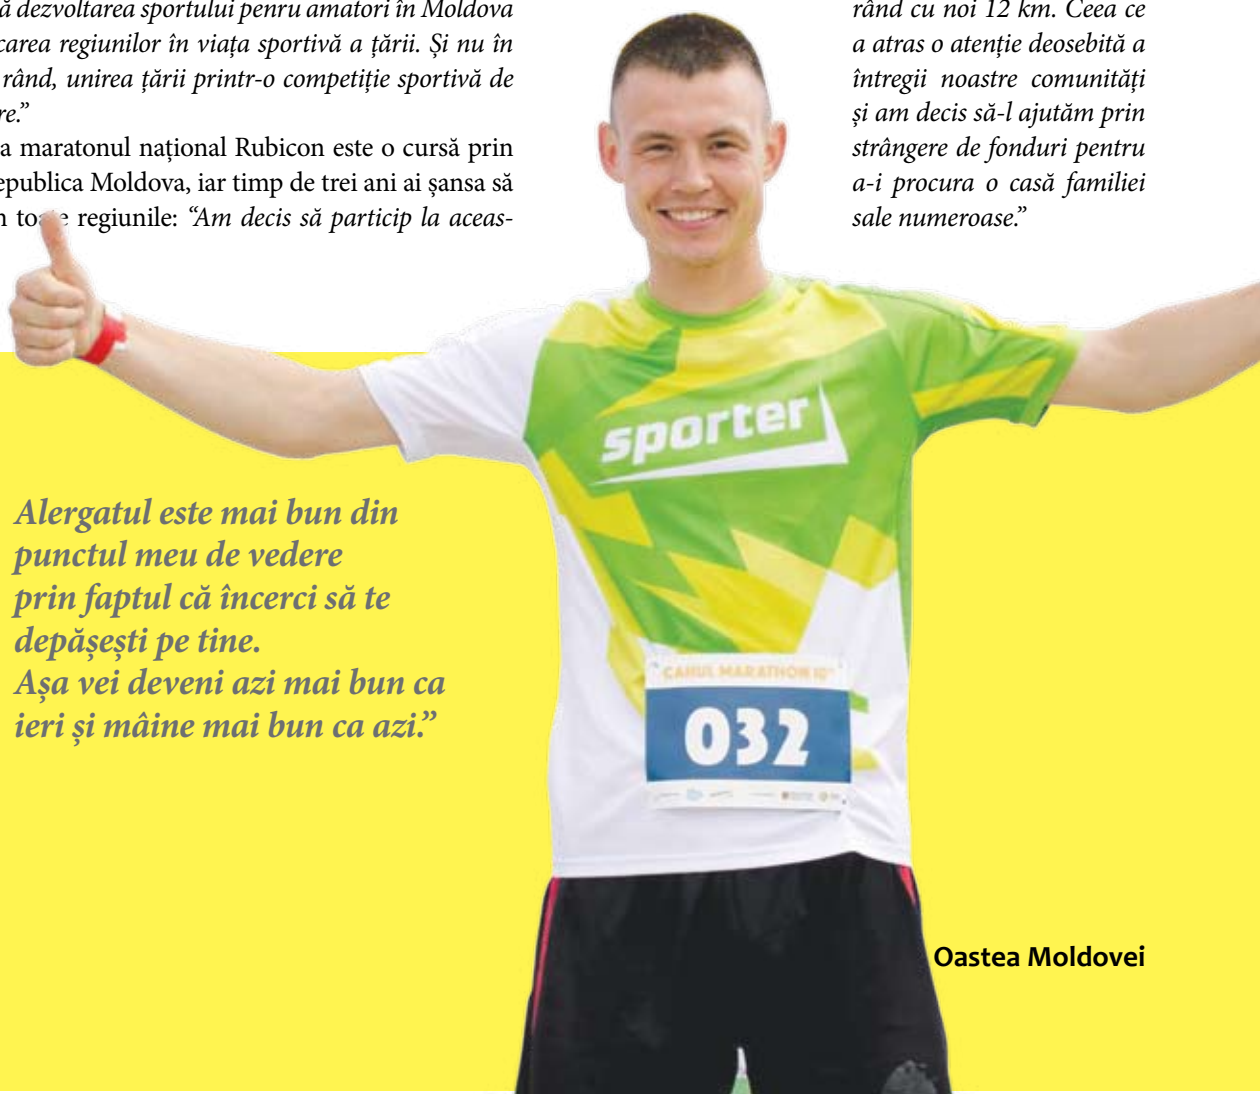 ă dezvoltarea sportului penru amatori în Moldova
carea regiunilor în viața sportivă a țării. Și nu în
rând, unirea țării printr-o competiție sportivă de
re.”
a maratonul național Rubicon este o cursă prin
epublica Moldova, iar timp de trei ani ai șansa să
n toate regiunile: “Am decis să particip la aceas-
rând cu noi 12 km. Ceea ce
a atras o atenție deosebită a
întregii noastre comunități
și am decis să-l ajutăm prin
strângere de fonduri pentru
a-i procura o casă familiei
sale numeroase.”
sporter
Alergatul este mai bun din
punctul meu de vedere
prin faptul că încerci să te
depășești pe tine.
Așa vei deveni azi mai bun ca
ieri și mâine mai bun ca azi.”
CAHUL MARATHON
032
Oastea Moldovei